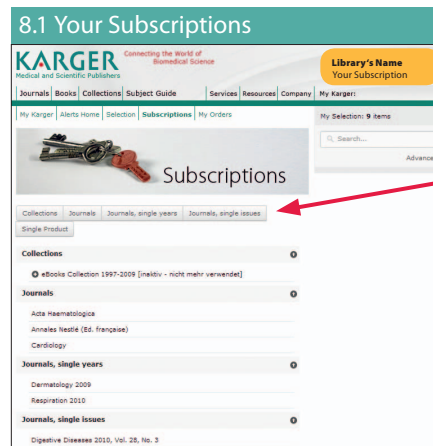 8.1 Your Subscriptions
KARGER
Medical and Scientific Publishers
Connecting the World of
Biomedical Science
Library's Name
Your Subscription
Journals Books Collections Subject Guide Services Resources Company My Karger:
My Karger Alerts Home Selection Subscriptions My Orders
My Selection: 9 items
Search...
Advance
Subscriptions
Collections Journals Journals, single years Journals, single issues
Single Product
Collections
eBooks Collection 1997-2009 [inaktiv - nicht mehr verwendet]
Journals
Acta Haematologica
Annales Nestlé (Ed. française)
Cardiology
Journals, single years
Dermatology 2009
Respiration 2010
Journals, single issues
Digestive Diseases 2010, Vol. 28, No. 3